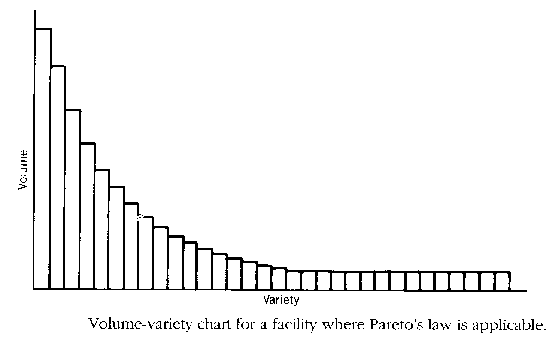 Volume
Variety
Volume-variety chart for a facility where Pareto's law is applicable.